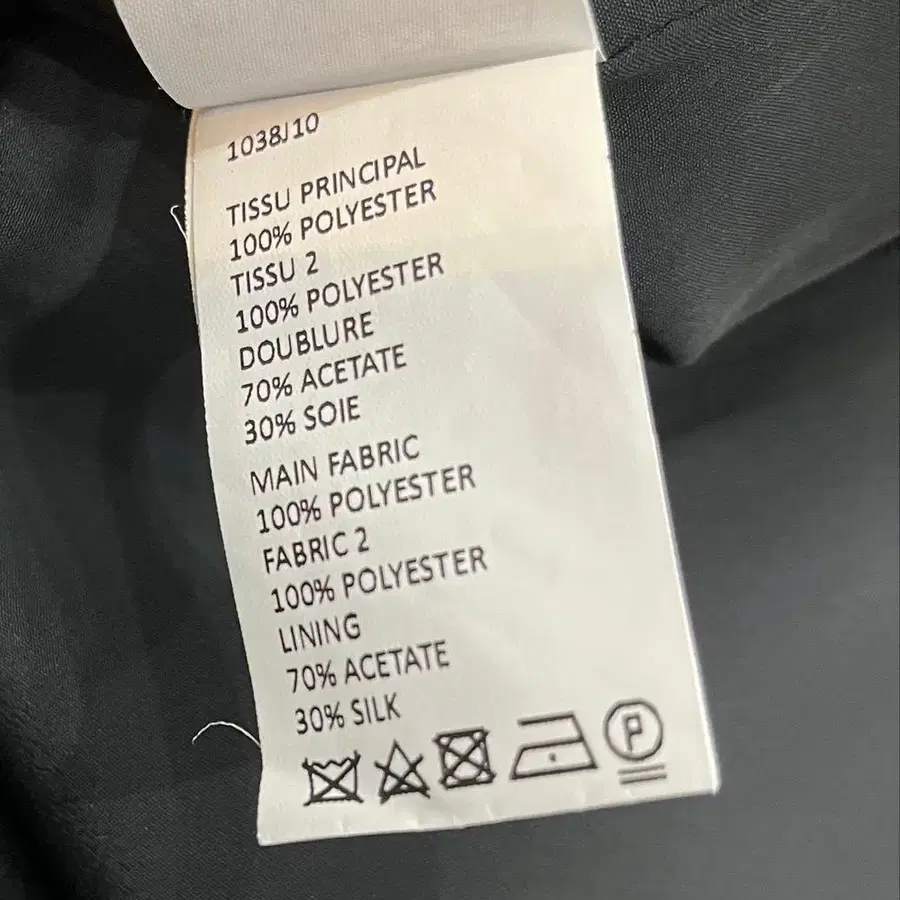 1038J10
TISSU PRINCIPAL
100% POLYESTER
TISSU 2
100% POLYESTER
DOUBLURE
70% ACETATE
30% SOIE
MAIN FABRIC
100% POLYESTER
FABRIC 2
100% POLYESTER
LINING
70% ACETATE
30% SILK
P